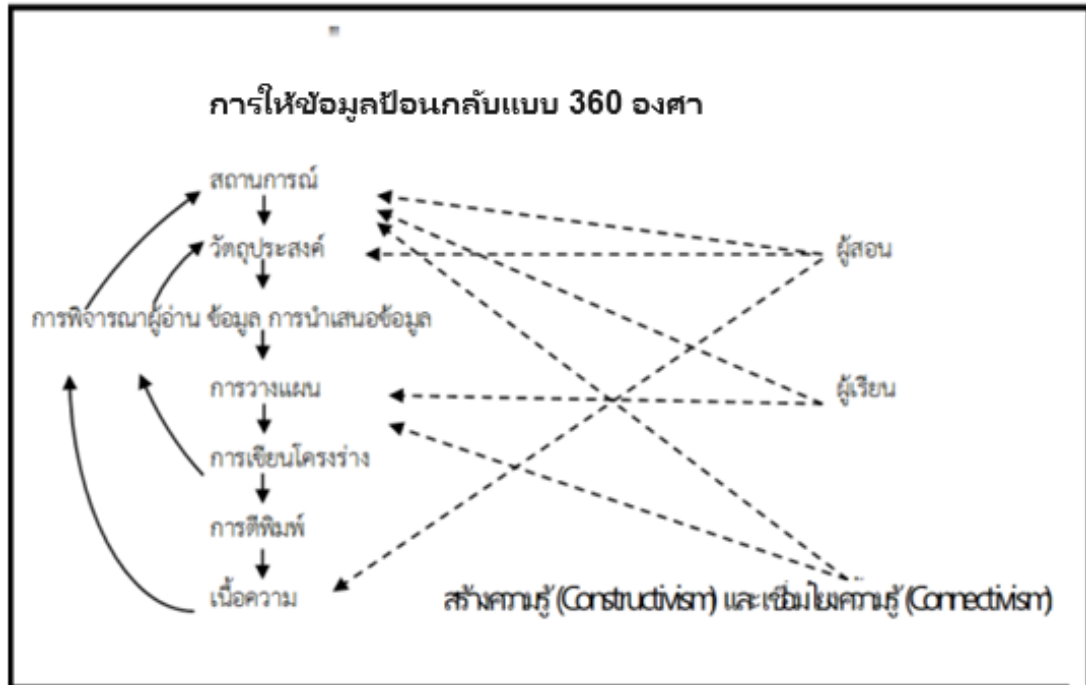 การให้ข้อมูลป้อนกลับแบบ 360 องศา
สถานการณ์
วัตถุประสงค์
ผู้สอน
การพิจารณาผู้อ่าน ข้อมูล การนำเสนอข้อมูล
การวางแผน
ผู้เรียน
การเขียนโครงร่าง
การตีพิมพ์
เนื้อความ
สร้างความรู้ (Constructivism) และเชื่อมโยงความรู้ (Connectivism)